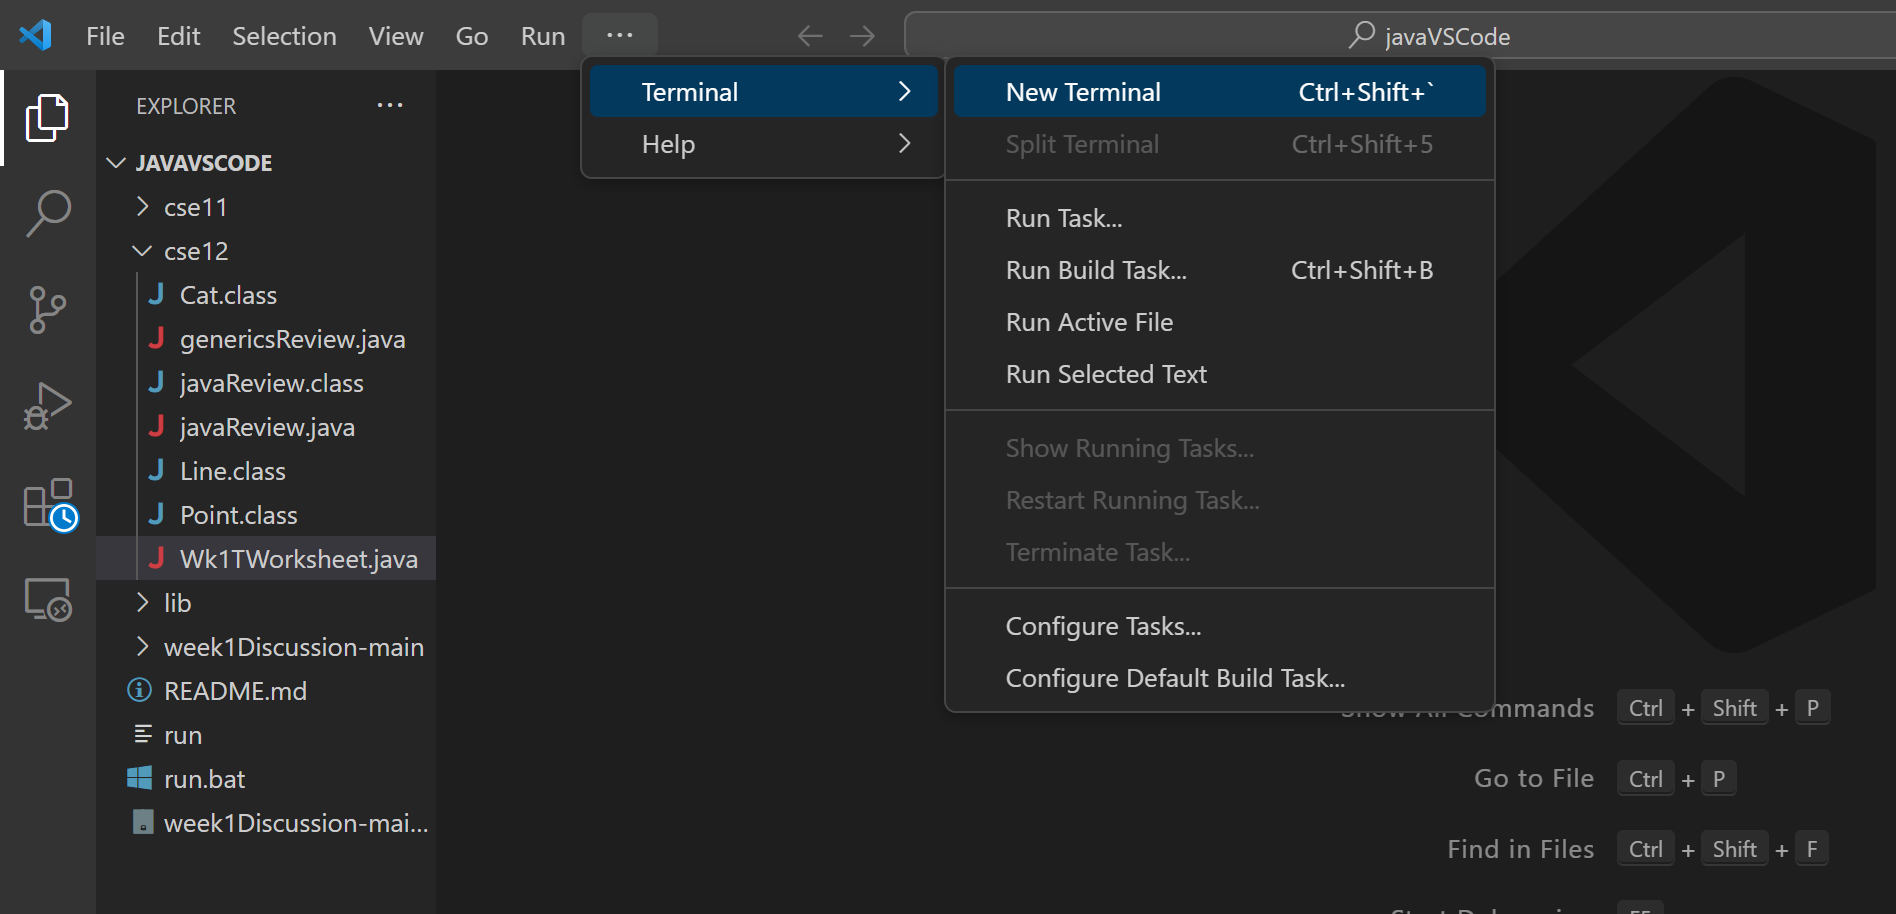 File Edit Selection View Go Run ...
javaVSCode
EXPLORER ...
JAVAVSCODE
cse11
cse12
Cat.class
genericsReview.java
javaReview.class
javaReview.java
Line.class
Point.class
Wk1TWorksheet.java
lib
week1Discussion-main
README.md
run
run.bat
week1Discussion-mai...
Terminal
Help
New Terminal Ctrl+Shift+`
Split Terminal Ctrl+Shift+5
Run Task...
Run Build Task... Ctrl+Shift+B
Run Active File
Run Selected Text
Show Running Tasks...
Restart Running Task...
Terminate Task...
Configure Tasks...
Configure Default Build Task...
Show All Commands Ctrl + Shift + P
Go to File Ctrl + P
Find in Files Ctrl + Shift + F